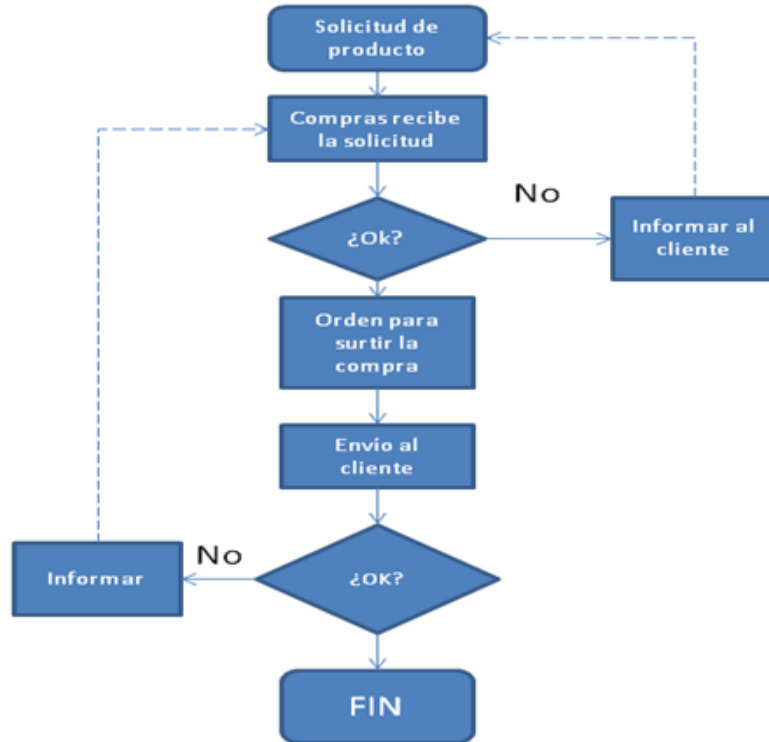 Solicitud de
producto
Compras recibe
la solicitud
No
¿Ok?
Informar al
cliente
Orden para
surtir la
compra
Envío al
cliente
No
Informar
¿OK?
FIN